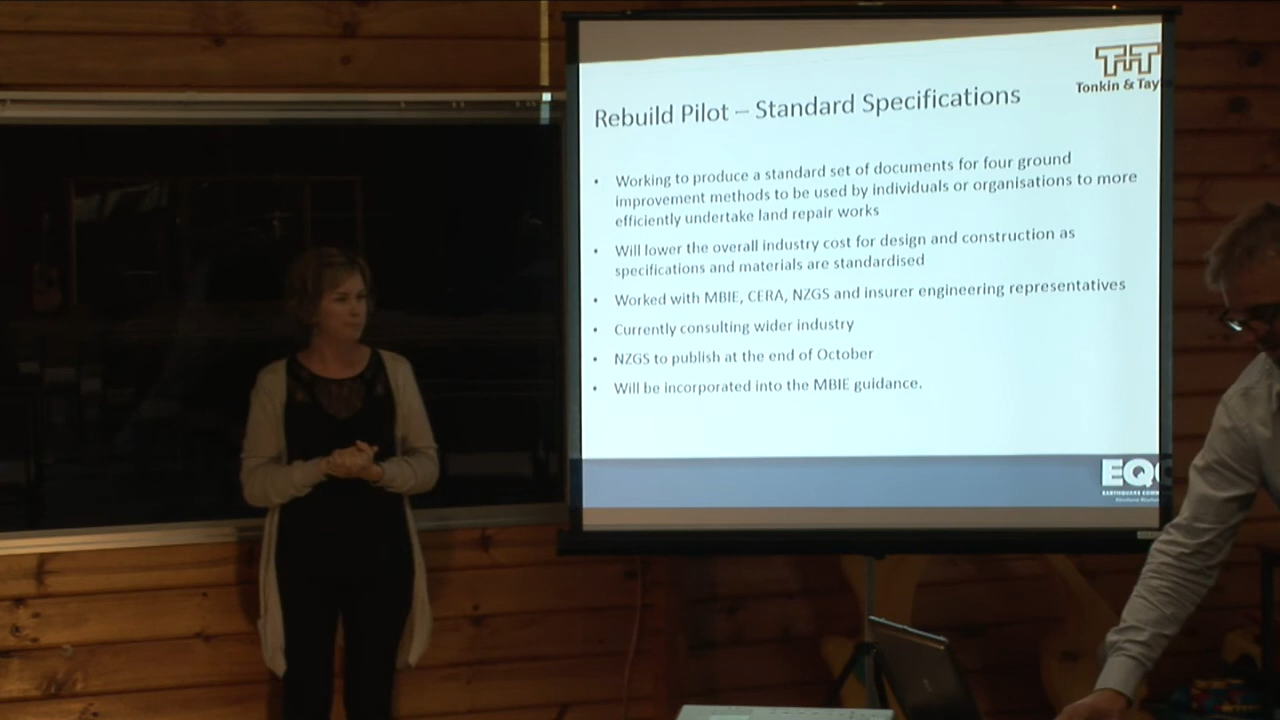 Tonkin & Tay
Rebuild Pilot – Standard Specifications
• Working to produce a standard set of documents for four ground
improvement methods to be used by individuals or organisations to more
efficiently undertake land repair works
• Will lower the overall industry cost for design and construction as
specifications and materials are standardised
• Worked with MBIE, CERA, NZGS and insurer engineering representatives
• Currently consulting wider industry
• NZGS to publish at the end of October
• Will be incorporated into the MBIE guidance.
EQC
EARTHQUAKE COMM